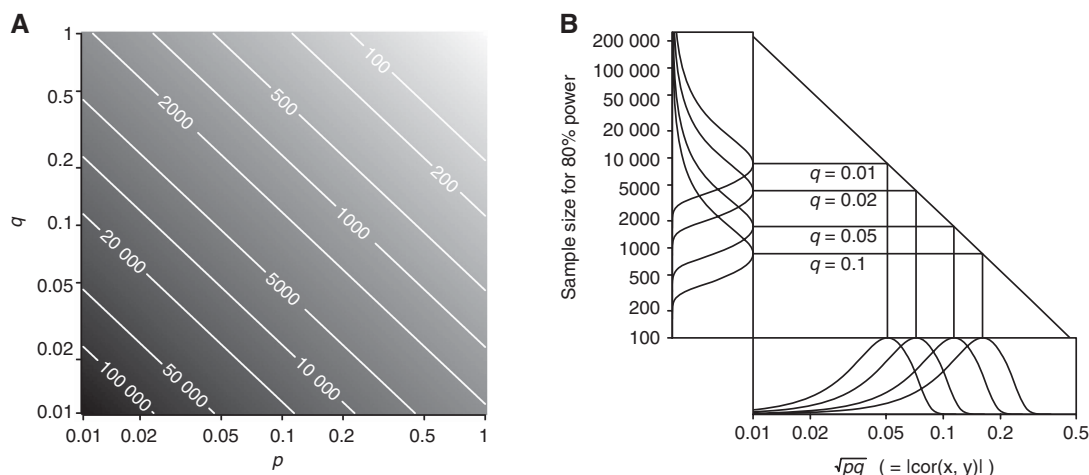 A
q
1
0.5
0.2
0.1
0.05
0.02
0.01
100
200
500
1000
2000
5000
10 000
20 000
50 000
100 000
0.01 0.02 0.05 0.1 0.2 0.5 1
p
B
Sample size for 80% power
200 000
100 000
50 000
20 000
10 000
5000
2000
1000
500
200
100
q = 0.01
q = 0.02
q = 0.05
q = 0.1
0.01 0.05 0.1 0.2 0.5
√pq ( = |cor(x, y)| )